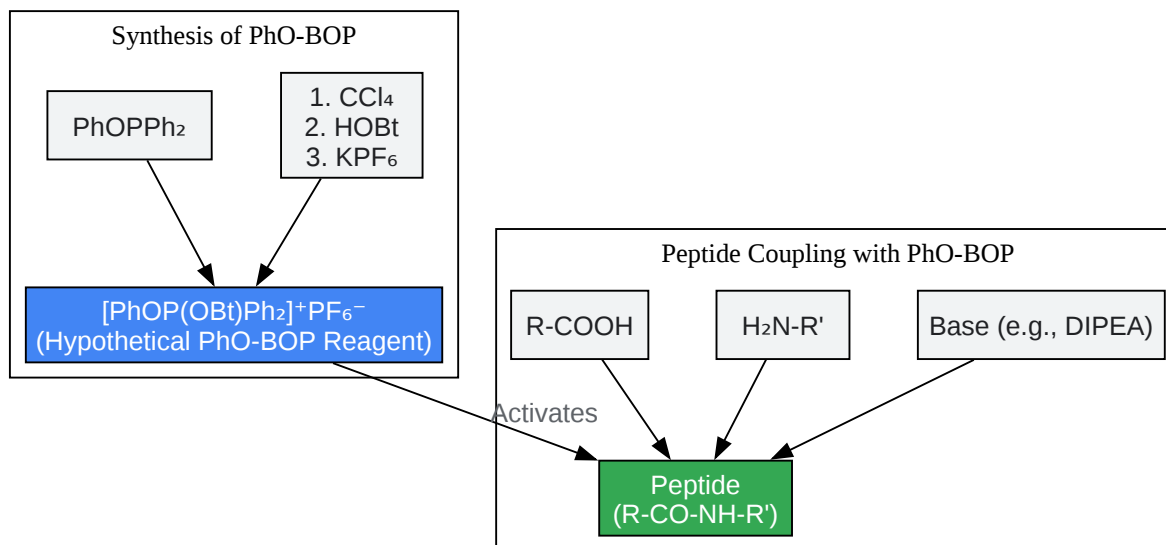 Synthesis of PhO-BOP
PhOPPh₂
1. CCl₄
2. HOBt
3. KPF₆
[PhOP(OBt)Ph₂]⁺PF₆⁻
(Hypothetical PhO-BOP Reagent)
Activates
Peptide Coupling with PhO-BOP
R-COOH
H₂N-R'
Base (e.g., DIPEA)
Peptide
(R-CO-NH-R')